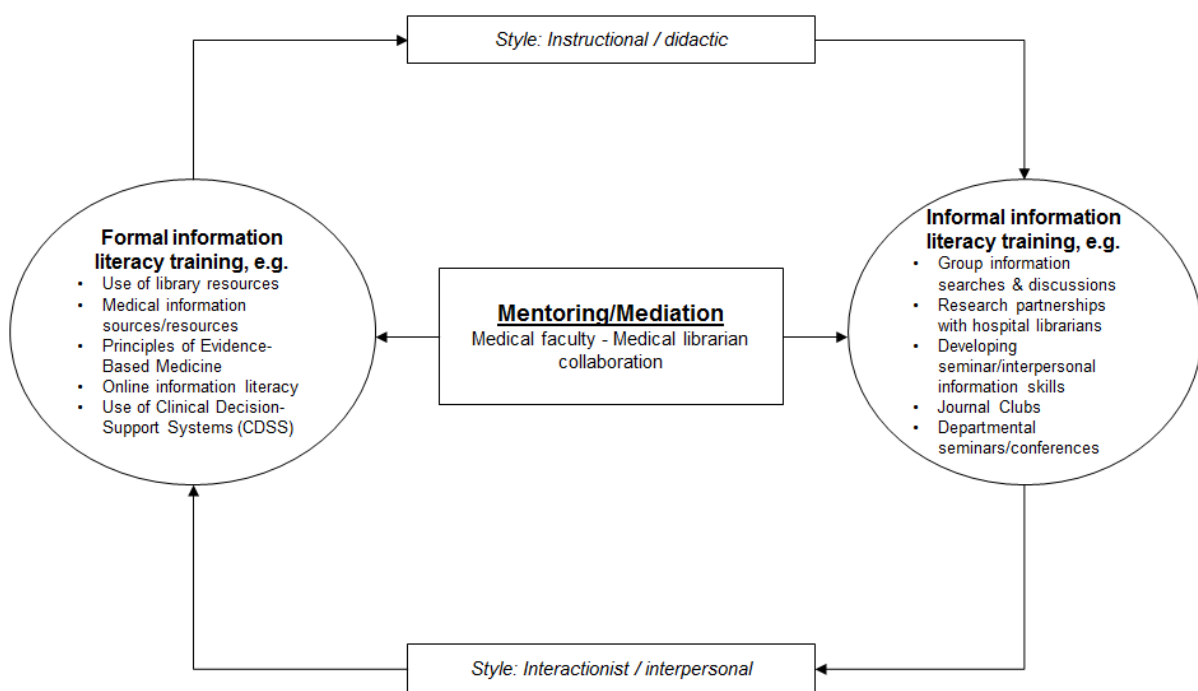 Style: Instructional / didactic
Formal information
literacy training, e.g.
• Use of library resources
• Medical information
sources/resources
• Principles of Evidence-
Based Medicine
• Online information literacy
• Use of Clinical Decision-
Support Systems (CDSS)
Mentoring/Mediation
Medical faculty - Medical librarian
collaboration
Informal information
literacy training, e.g.
• Group information
searches & discussions
• Research partnerships
with hospital librarians
• Developing
seminar/interpersonal
information skills
• Journal Clubs
• Departmental
seminars/conferences
Style: Interactionist / interpersonal